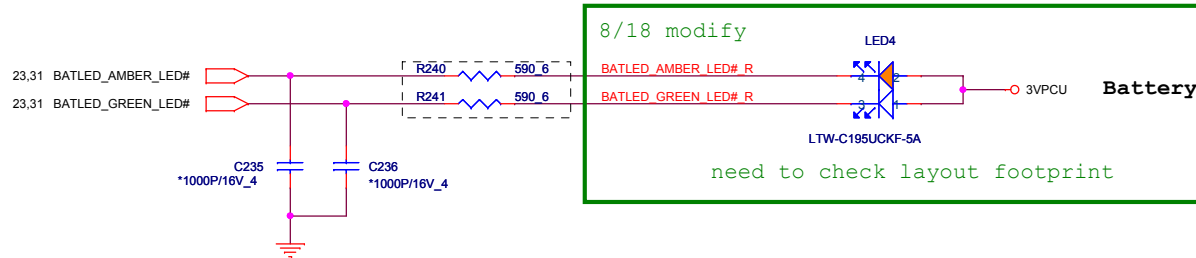 8/18 modify
LED4
23,31 BATLED_AMBER_LED#
R240
590_6
BATLED_AMBER_LED#_R
4
2
23,31 BATLED_GREEN_LED#
R241
590_6
BATLED_GREEN_LED#_R
3
1
3VPCU
Battery
LTW-C195UCKF-5A
C235
*1000P/16V_4
C236
*1000P/16V_4
need to check layout footprint